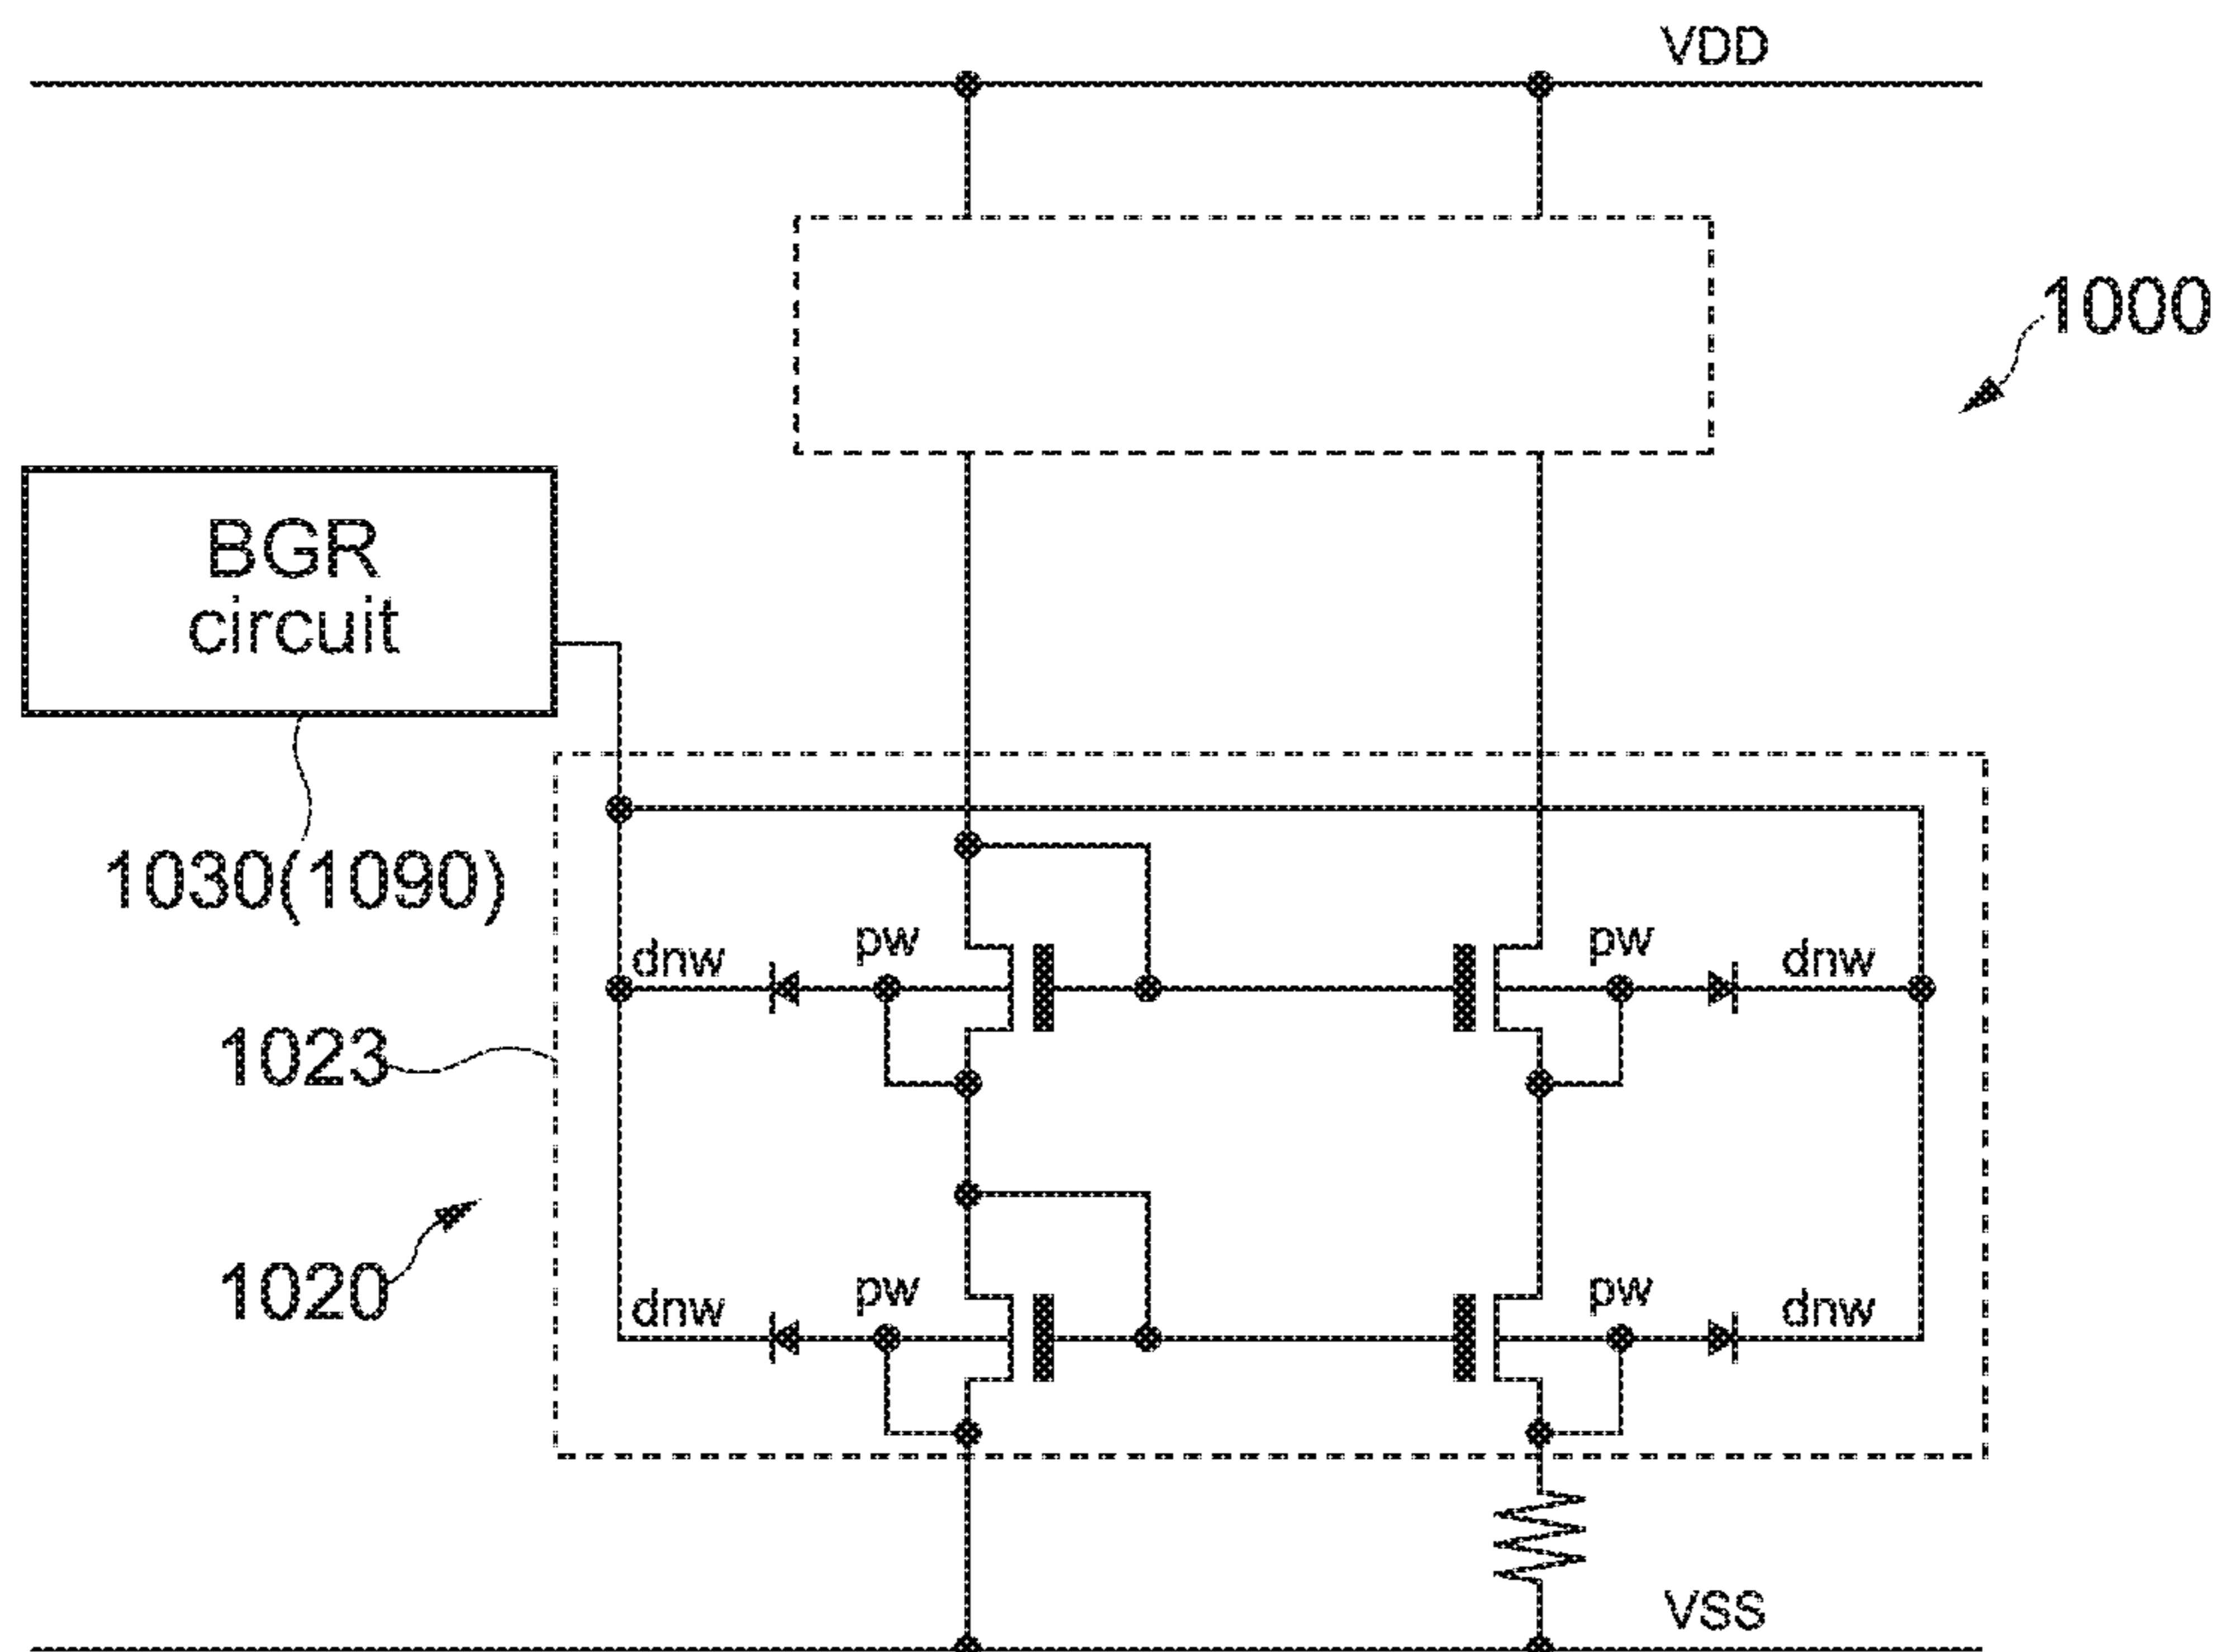 VDD
1000
BGR
circuit
1030(1090)
dnw pw pw dnw
1023
1020
dnw pw pw dnw
VSS